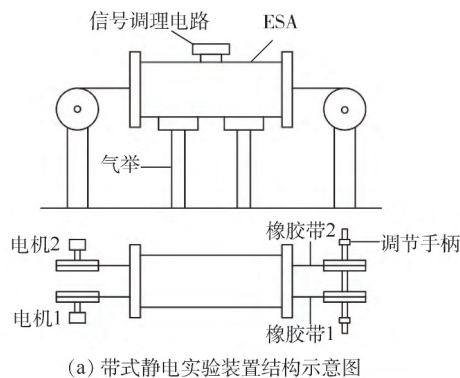 信号调理电路
ESA
气举
电机2
橡胶带2
调节手柄
电机1
橡胶带1
(a) 带式静电实验装置结构示意图